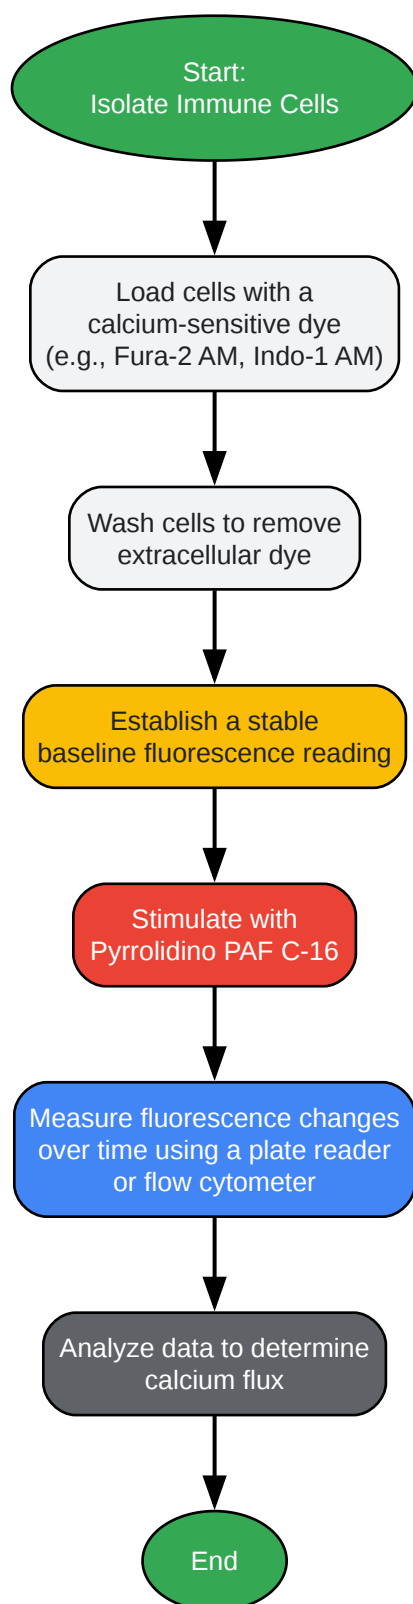 Start:
Isolate Immune Cells
Load cells with a
calcium-sensitive dye
(e.g., Fura-2 AM, Indo-1 AM)
Wash cells to remove
extracellular dye
Establish a stable
baseline fluorescence reading
Stimulate with
Pyrrolidino PAF C-16
Measure fluorescence changes
over time using a plate reader
or flow cytometer
Analyze data to determine
calcium flux
End